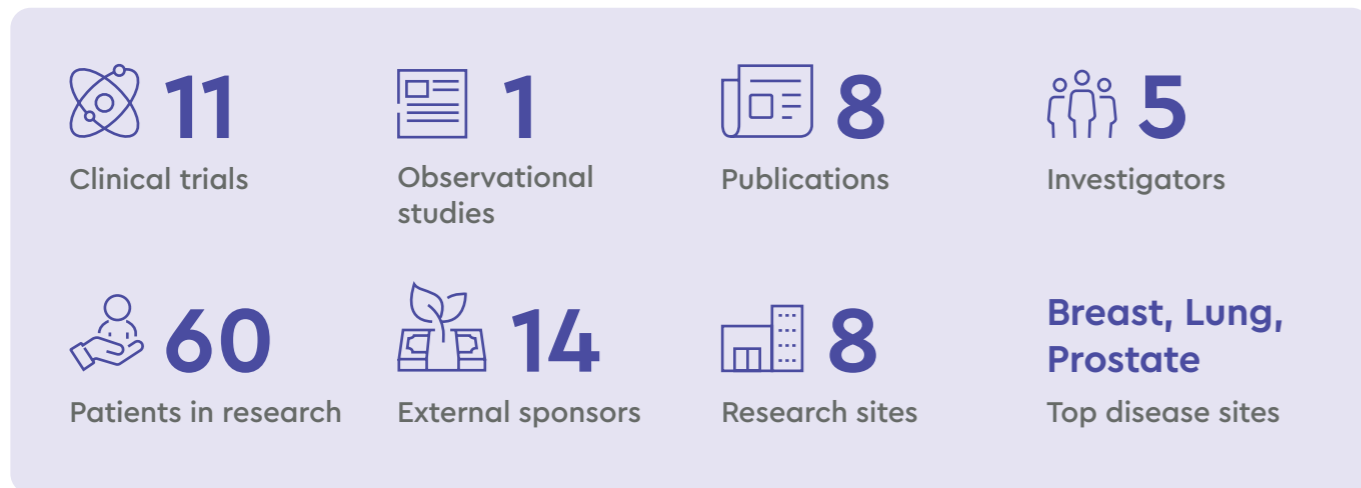 11
Clinical trials
1
Observational
studies
8
Publications
5
Investigators
60
Patients in research
14
External sponsors
8
Research sites
Breast, Lung,
Prostate
Top disease sites